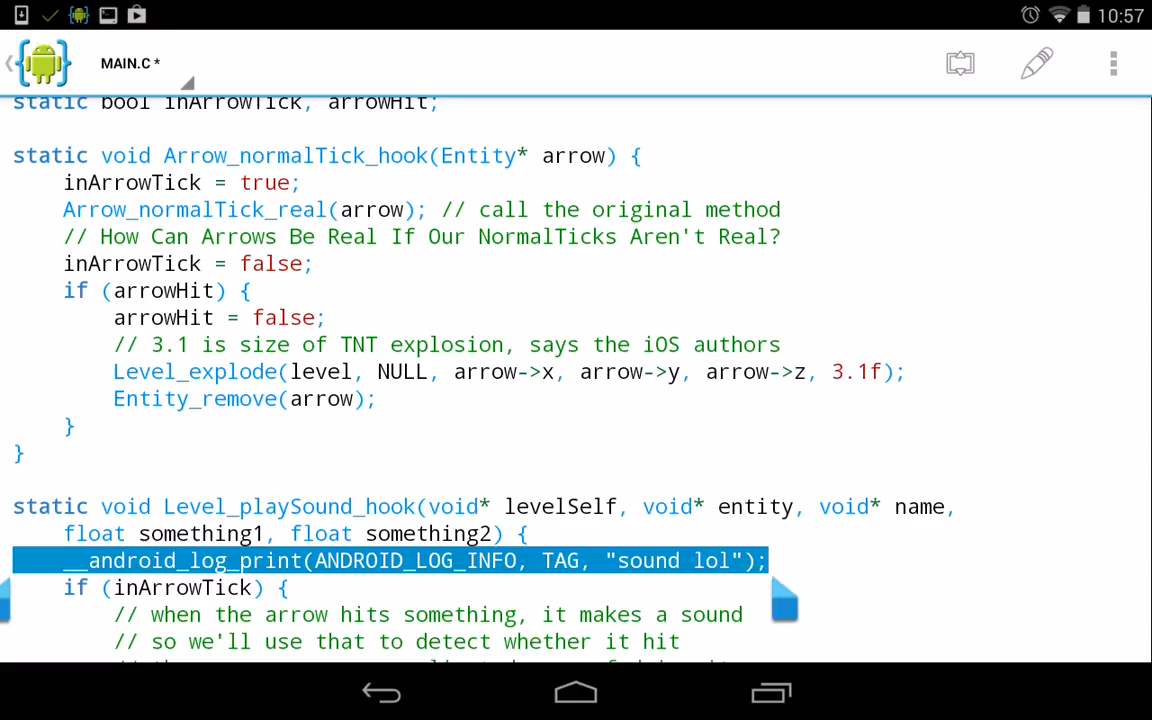 10:57
MAIN.C *
static bool inArrowTick, arrowHit;
static void Arrow_normalTick_hook(Entity* arrow) {
inArrowTick = true;
Arrow_normalTick_real(arrow); // call the original method
// How Can Arrows Be Real If Our NormalTicks Aren't Real?
inArrowTick = false;
if (arrowHit) {
arrowHit = false;
// 3.1 is size of TNT explosion, says the iOS authors
Level_explode(level, NULL, arrow->x, arrow->y, arrow->z, 3.1f);
Entity_remove(arrow);
}
}
static void Level_playSound_hook(void* levelSelf, void* entity, void* name,
float something1, float something2) {
__android_log_print(ANDROID_LOG_INFO, TAG, "sound lol");
if (inArrowTick) {
// when the arrow hits something, it makes a sound
// so we'll use that to detect whether it hit